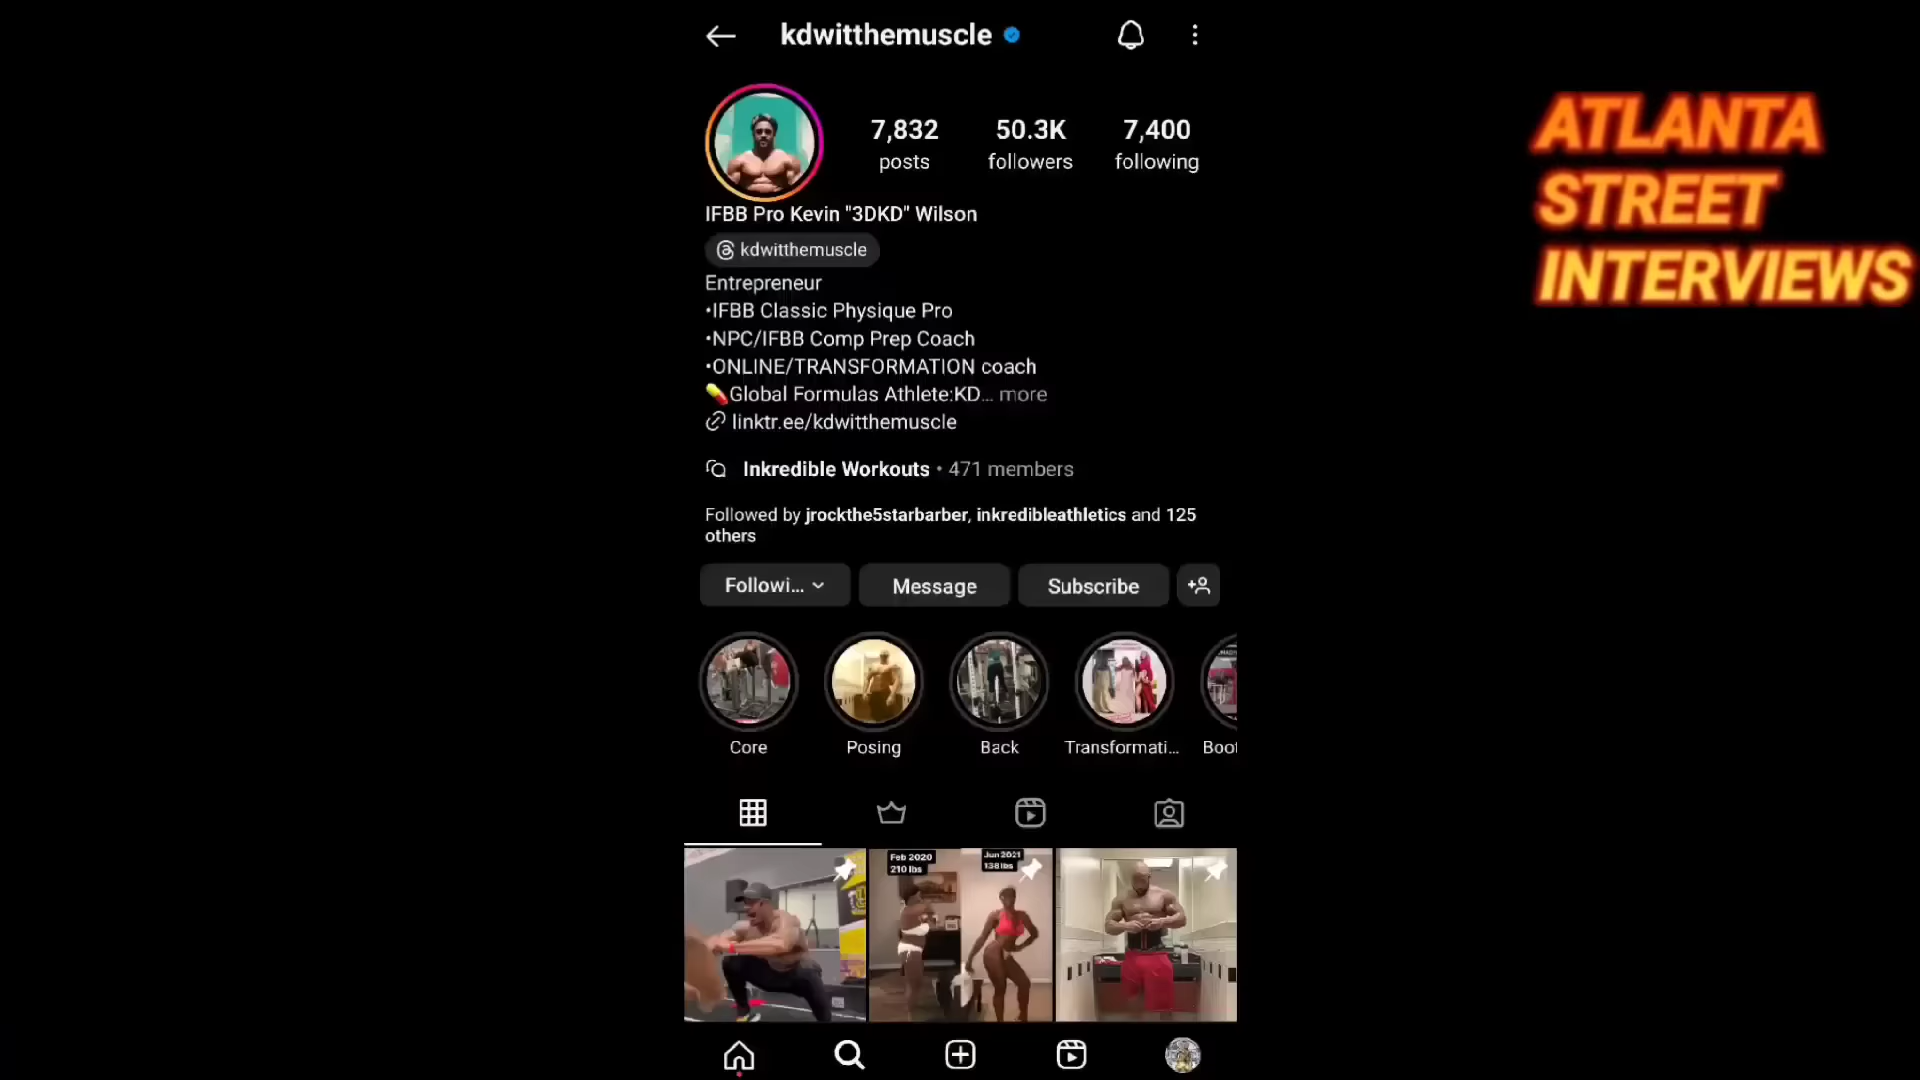 kdwitthemuscle
7,832
posts
50.3K
followers
7,400
following
IFBB Pro Kevin "3DKD" Wilson
kdwitthemuscle
Entrepreneur
•IFBB Classic Physique Pro
•NPC/IFBB Comp Prep Coach
•ONLINE/TRANSFORMATION coach
💊Global Formulas Athlete:KD... more
linktr.ee/kdwitthemuscle
Inkredible Workouts • 471 members
Followed by jrockthe5starbarber, inkredibleathletics and 125
others
Followi...
Message
Subscribe
Core
Posing
Back
Transformati...
Boot
Feb 2020
210 lbs
Jun 2021
138 lbs
ATLANTA
STREET
INTERVIEWS